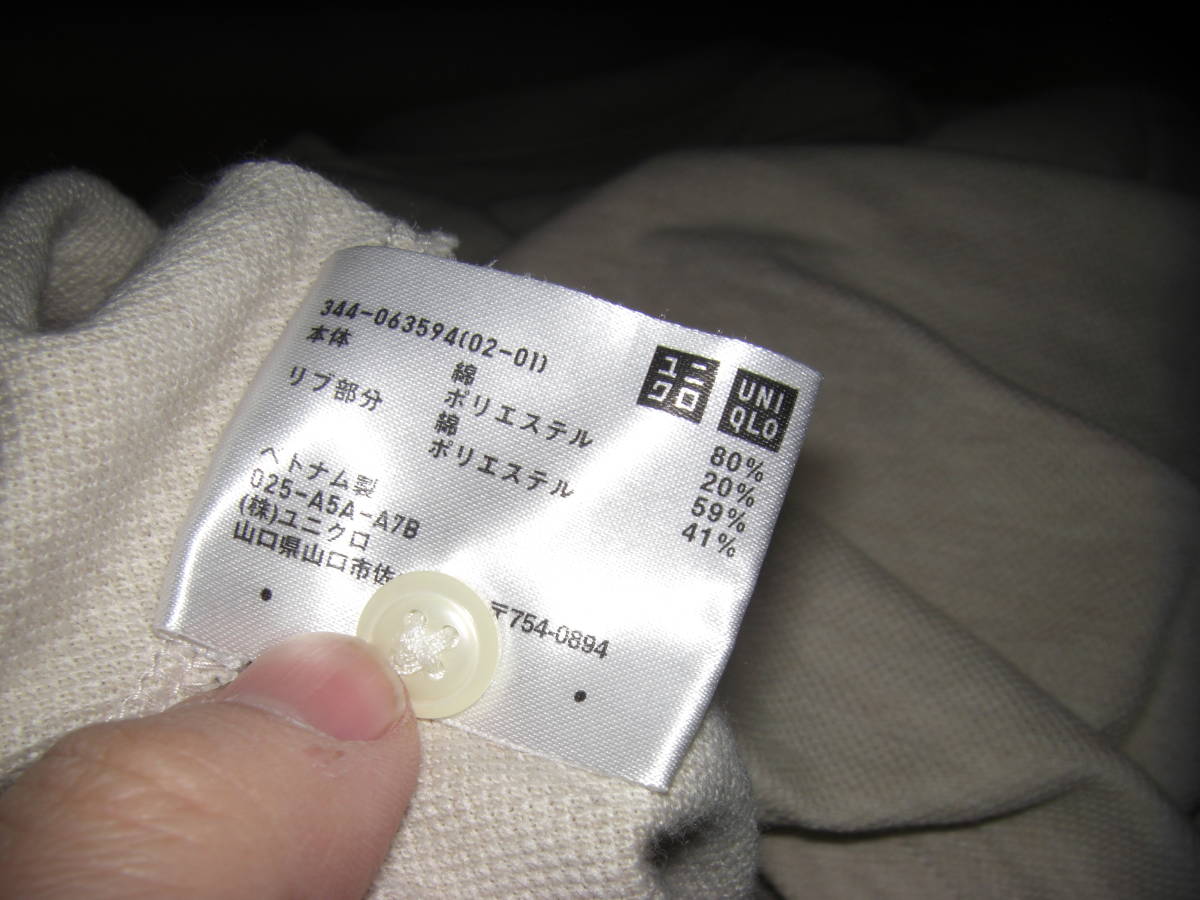 344-063594(02-01)
ユニ
クロ
UNI
QLO
本体 綿 80%
ポリエステル 20%
リブ部分 綿 59%
ポリエステル 41%
ベトナム製
025-A5A-A7B
(株)ユニクロ
山口県山口市佐 〒754-0894